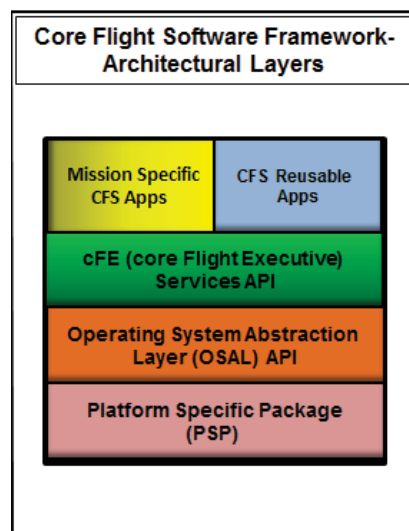 Core Flight Software Framework-
Architectural Layers
Mission Specific
CFS Apps
CFS Reusable
Apps
cFE (core Flight Executive)
Services API
Operating System Abstraction
Layer (OSAL) API
Platform Specific Package
(PSP)